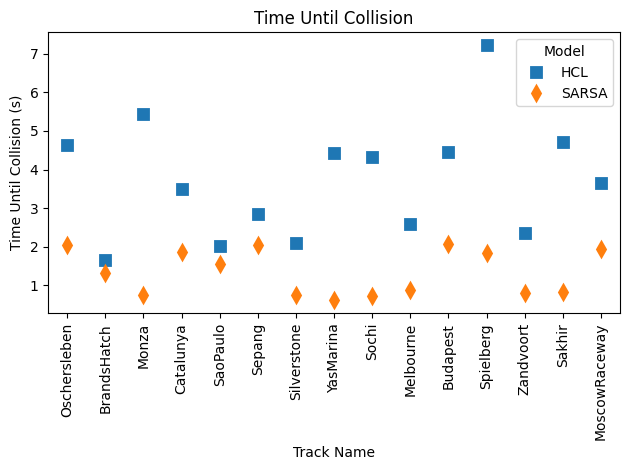 Time Until Collision
Time Until Collision (s)
7
6
5
4
3
2
1
Model
HCL
SARSA
Oschersleben
BrandsHatch
Monza
Catalunya
SaoPaulo
Sepang
Silverstone
YasMarina
Sochi
Melbourne
Budapest
Spielberg
Zandvoort
Sakhir
MoscowRaceway
Track Name